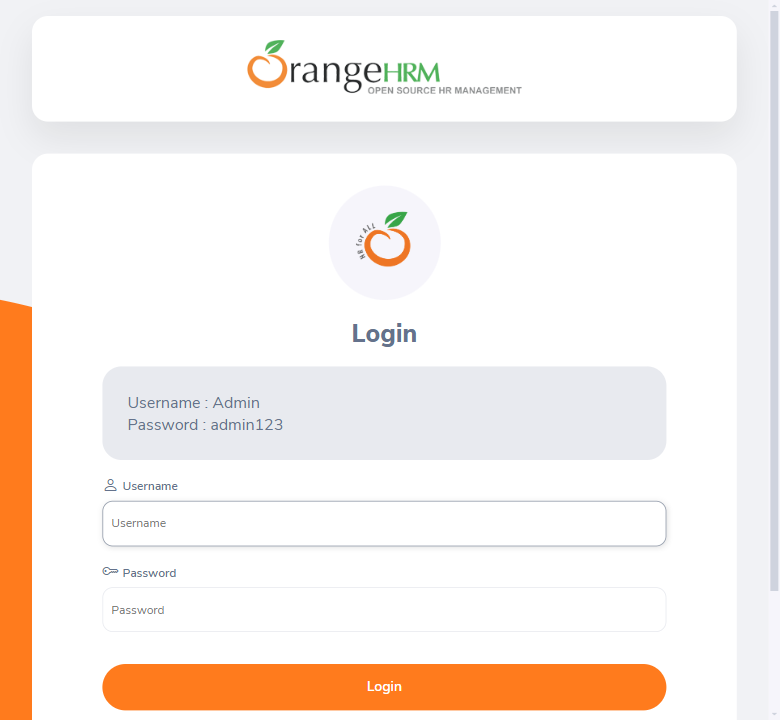 OrangeHRM
OPEN SOURCE HR MANAGEMENT
HR for ALL
Login
Username : Admin
Password : admin123
Username
Username
Password
Password
Login